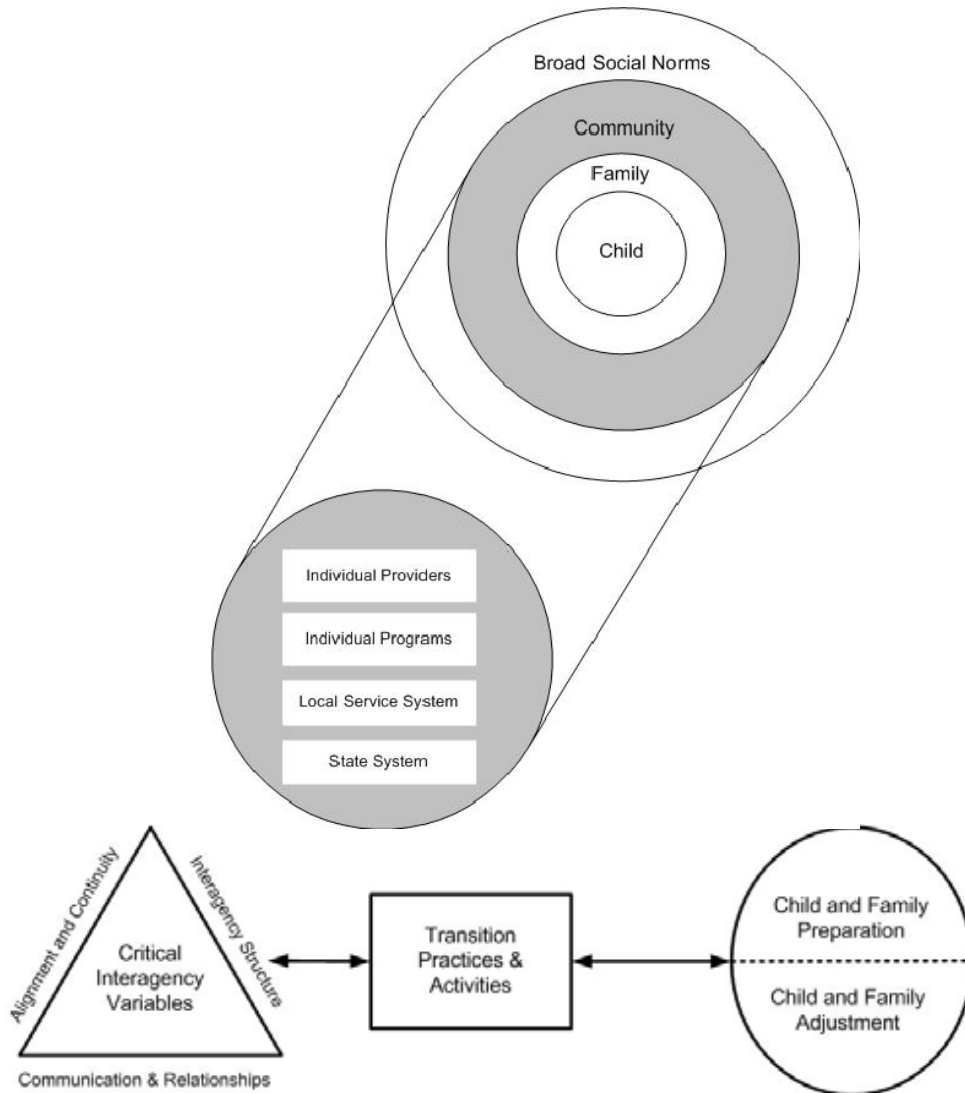 Broad Social Norms
Community
Family
Child
Individual Providers
Individual Programs
Local Service System
State System
Alignment and Continuity
Interagency Structure
Critical
Interagency
Variables
Communication & Relationships
Transition
Practices &
Activities
Child and Family
Preparation
Child and Family
Adjustment